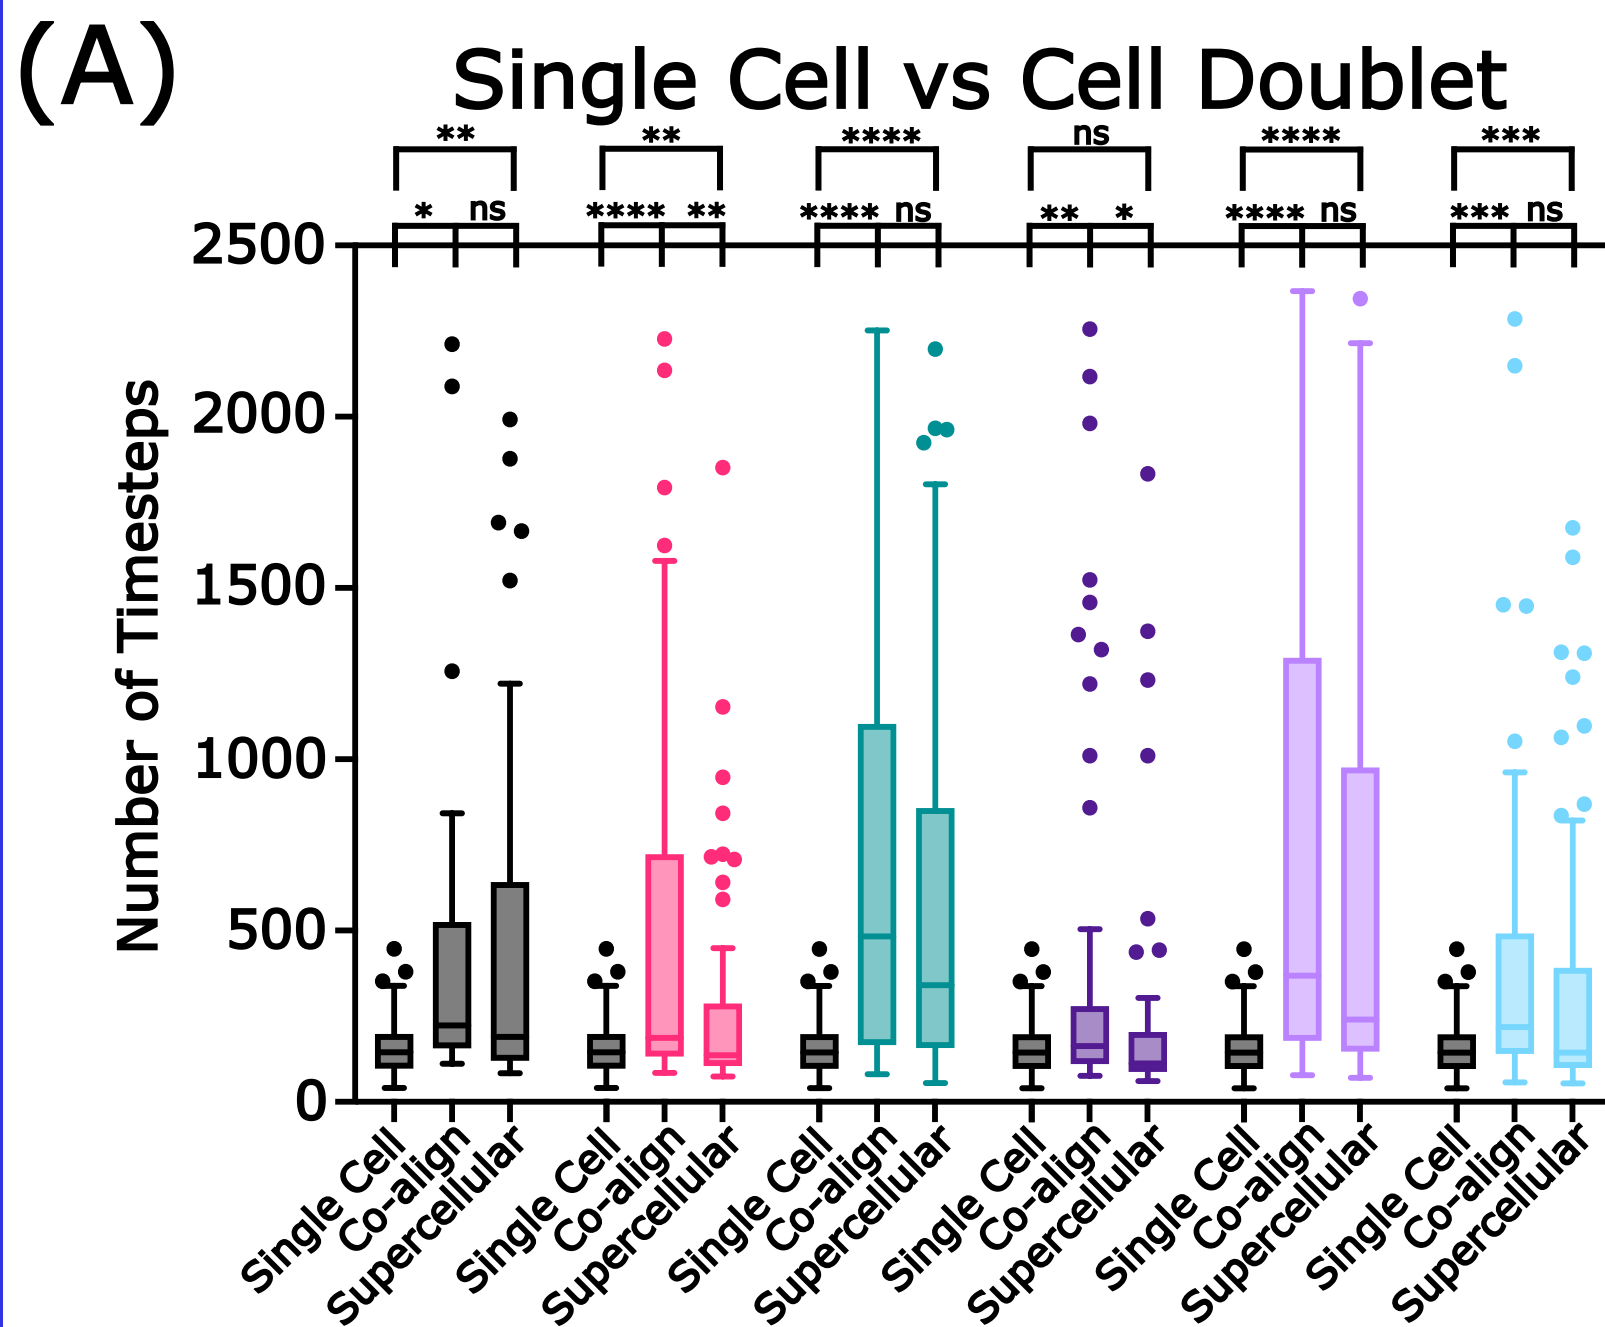 (A)
Single Cell vs Cell Doublet
** ** **** ns **** ***
* ns **** ** **** ns ** * **** ns *** ns
Number of Timesteps
2500
2000
1500
1000
500
0
Single Cell
Co-align
Supercellular
Single Cell
Co-align
Supercellular
Single Cell
Co-align
Supercellular
Single Cell
Co-align
Supercellular
Single Cell
Co-align
Supercellular
Single Cell
Co-align
Supercellular